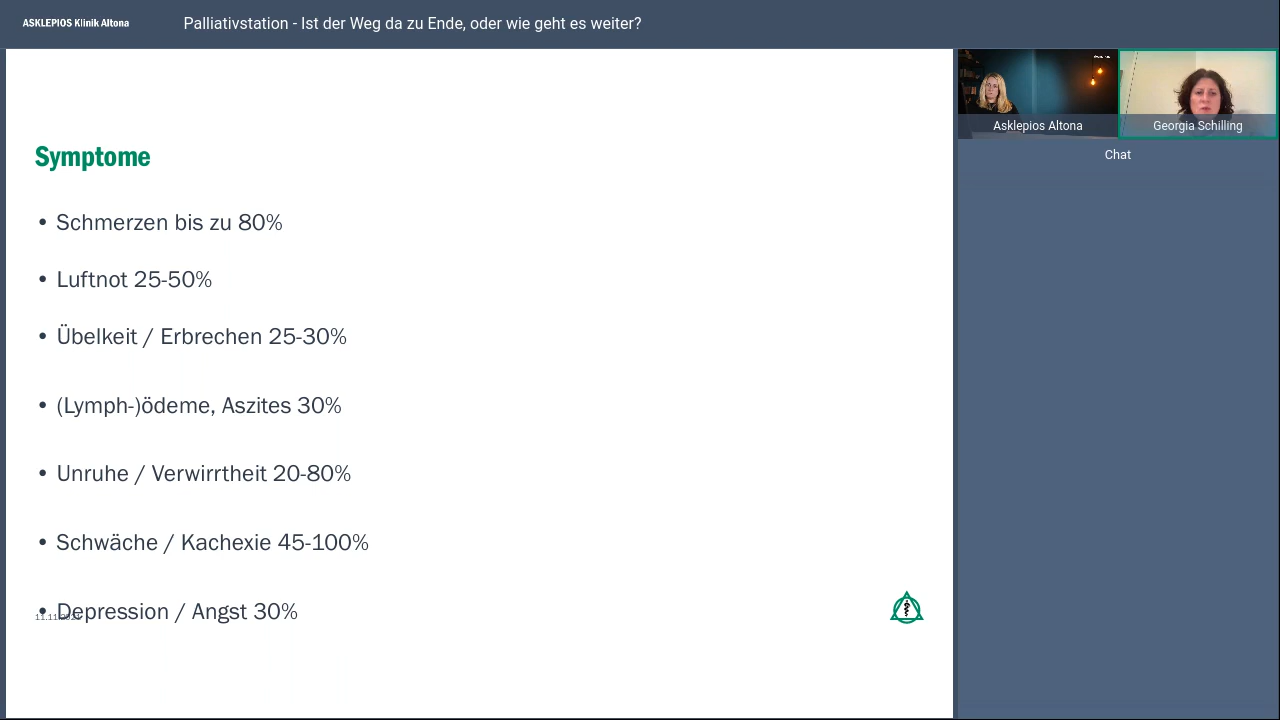 ASKLEPIOS Klinik Altona
Palliativstation - Ist der Weg da zu Ende, oder wie geht es weiter?
Asklepios Altona
Georgia Schilling
Chat
Symptome
• Schmerzen bis zu 80%
• Luftnot 25-50%
• Übelkeit / Erbrechen 25-30%
• (Lymph-)ödeme, Aszites 30%
• Unruhe / Verwirrtheit 20-80%
• Schwäche / Kachexie 45-100%
• Depression / Angst 30%